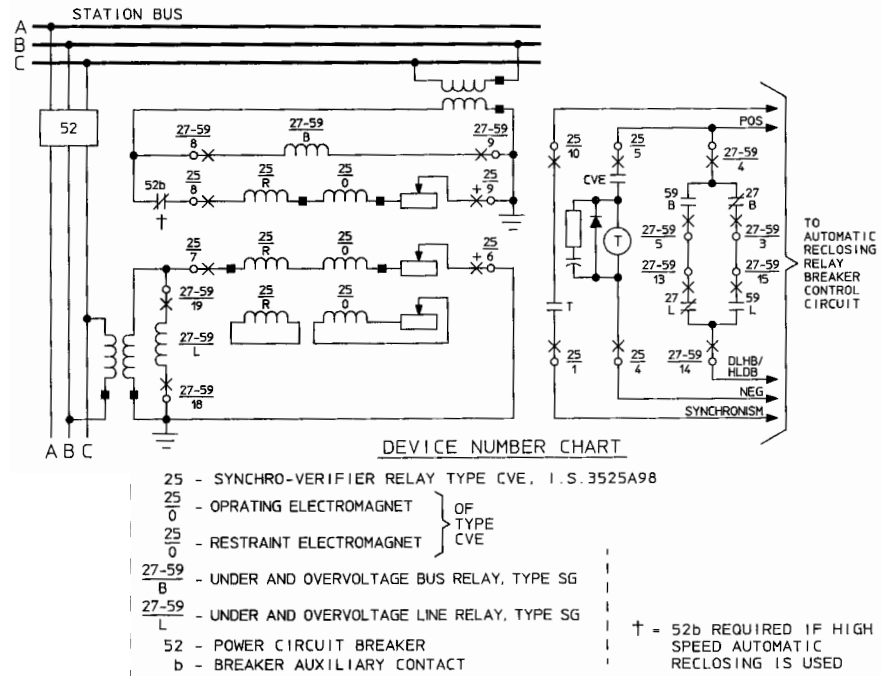 STATION BUS
A
B
C
52
27-59
8
27-59
B
27-59
9
52b
†
25
8
25
R
25
O
+
25
9
25
7
25
R
25
O
+
25
6
27-59
19
25
R
25
O
27-59
L
27-59
18
A B C
25
10
25
5
POS
27-59
4
CVE
59
B
27
B
T
27-59
5
27-59
3
27-59
13
27-59
15
T
27
L
59
L
25
1
25
4
27-59
14
DLHB/
HLDB
NEG
SYNCHRONISM
TO
AUTOMATIC
RECLOSING
RELAY
BREAKER
CONTROL
CIRCUIT
DEVICE NUMBER CHART
25 - SYNCHRO-VERIFIER RELAY TYPE CVE, I.S.3525A98
25
O - OPRATING ELECTROMAGNET
25
O - RESTRAINT ELECTROMAGNET
OF
TYPE
CVE
27-59
B - UNDER AND OVERVOLTAGE BUS RELAY, TYPE SG
27-59
L - UNDER AND OVERVOLTAGE LINE RELAY, TYPE SG
52 - POWER CIRCUIT BREAKER
b - BREAKER AUXILIARY CONTACT
† = 52b REQUIRED IF HIGH
SPEED AUTOMATIC
RECLOSING IS USED